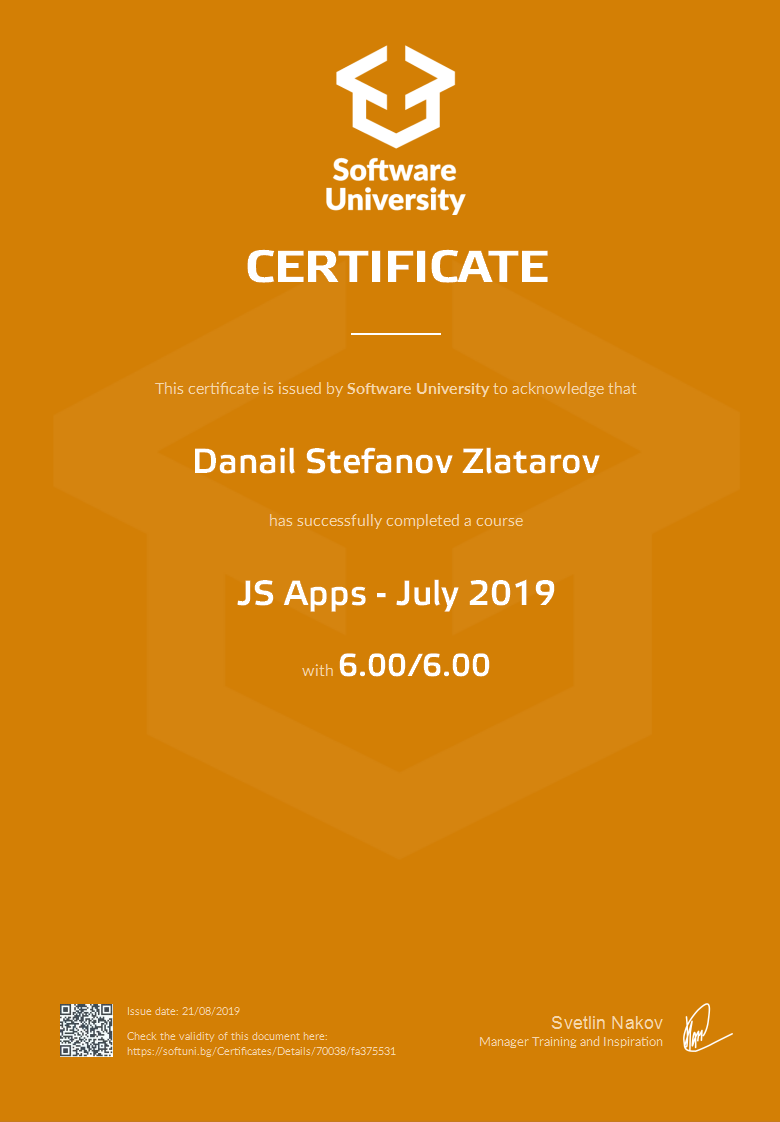 Software
University
CERTIFICATE
This certificate is issued by Software University to acknowledge that
Danail Stefanov Zlatarov
has successfully completed a course
JS Apps - July 2019
with 6.00/6.00
Issue date: 21/08/2019
Check the validity of this document here:
https://softuni.bg/Certificates/Details/70038/fa375531
Svetlin Nakov
Manager Training and Inspiration